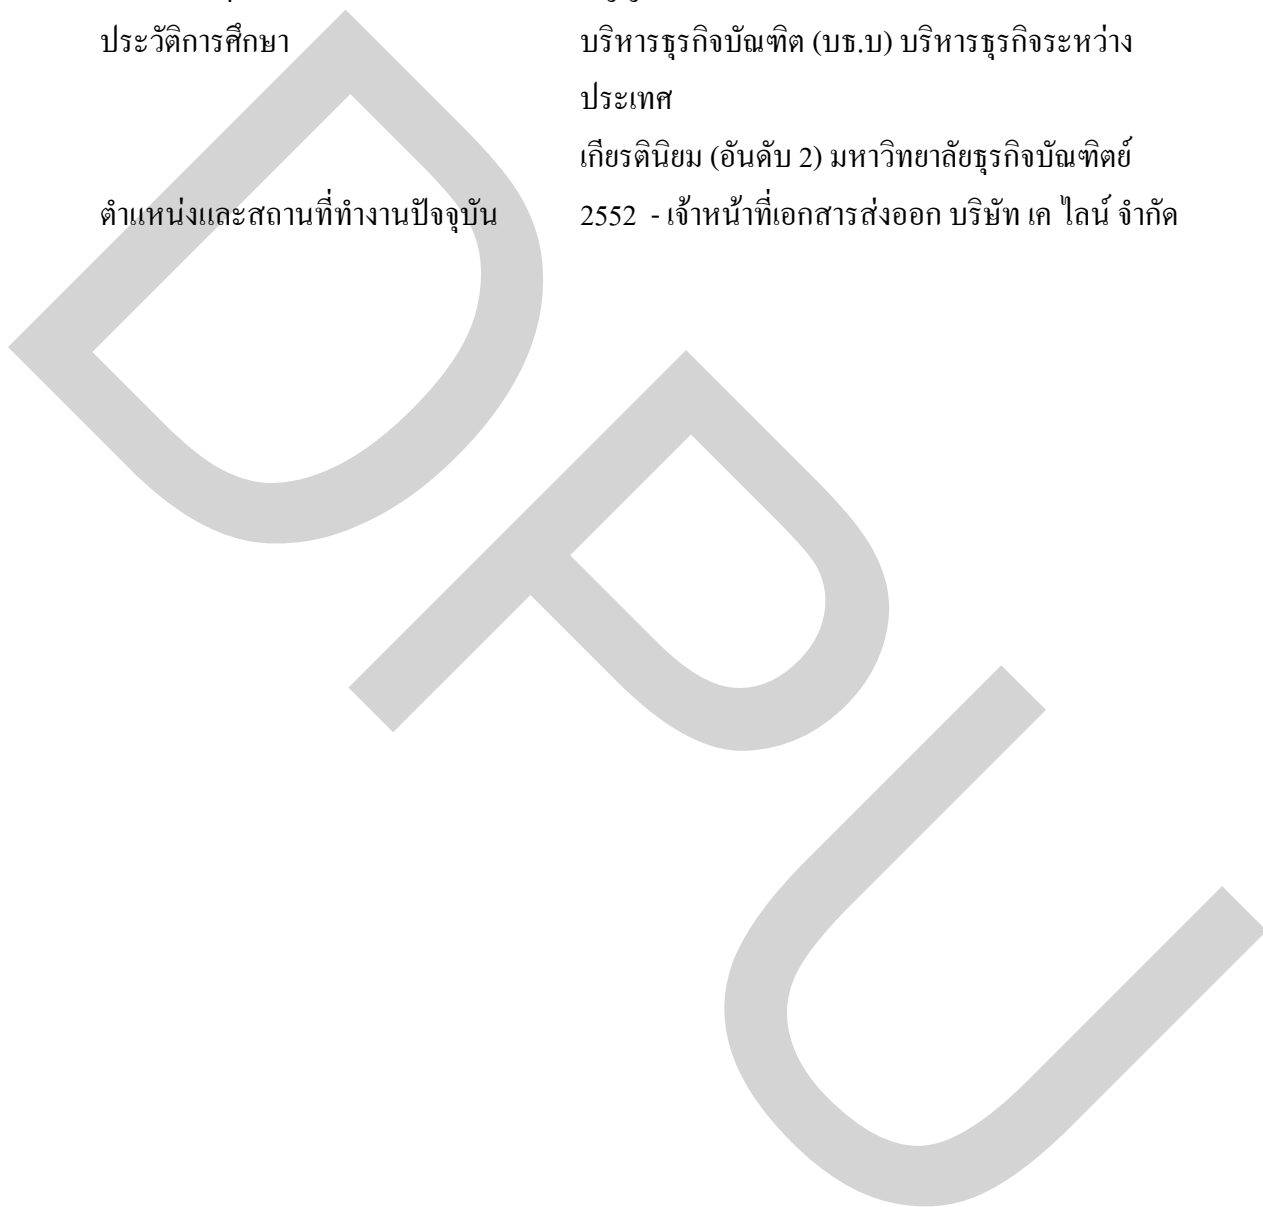 ประวัติการศึกษา บริหารธุรกิจบัณฑิต (บธ.บ) บริหารธุรกิจระหว่าง
ประเทศ
เกียรตินิยม (อันดับ 2) มหาวิทยาลัยธุรกิจบัณฑิตย์
ตำแหน่งและสถานที่ทำงานปัจจุบัน 2552 - เจ้าหน้าที่เอกสารส่งออก บริษัท เค ไลน์ จำกัด
DPU